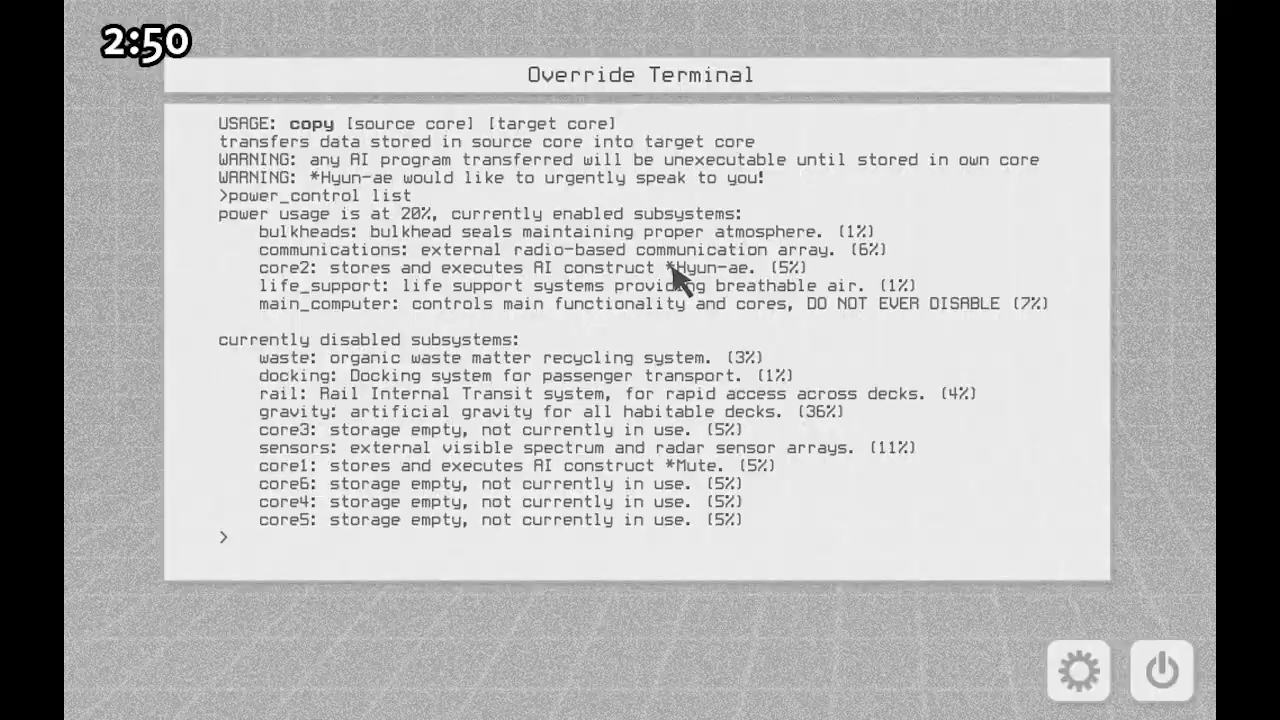 2:50
Override Terminal
USAGE: copy [source core] [target core]
transfers data stored in source core into target core
WARNING: any AI program transferred will be unexecutable until stored in own core
WARNING: *Hyun-ae would like to urgently speak to you!
>power_control list
power usage is at 20%, currently enabled subsystems:
bulkheads: bulkhead seals maintaining proper atmosphere. (1%)
communications: external radio-based communication array. (6%)
core2: stores and executes AI construct *Hyun-ae. (5%)
life_support: life support systems providing breathable air. (1%)
main_computer: controls main functionality and cores, DO NOT EVER DISABLE (7%)
currently disabled subsystems:
waste: organic waste matter recycling system. (3%)
docking: Docking system for passenger transport. (1%)
rail: Rail Internal Transit system, for rapid access across decks. (4%)
gravity: artificial gravity for all habitable decks. (36%)
core3: storage empty, not currently in use. (5%)
sensors: external visible spectrum and radar sensor arrays. (11%)
core1: stores and executes AI construct *Mute. (5%)
core6: storage empty, not currently in use. (5%)
core4: storage empty, not currently in use. (5%)
core5: storage empty, not currently in use. (5%)
>